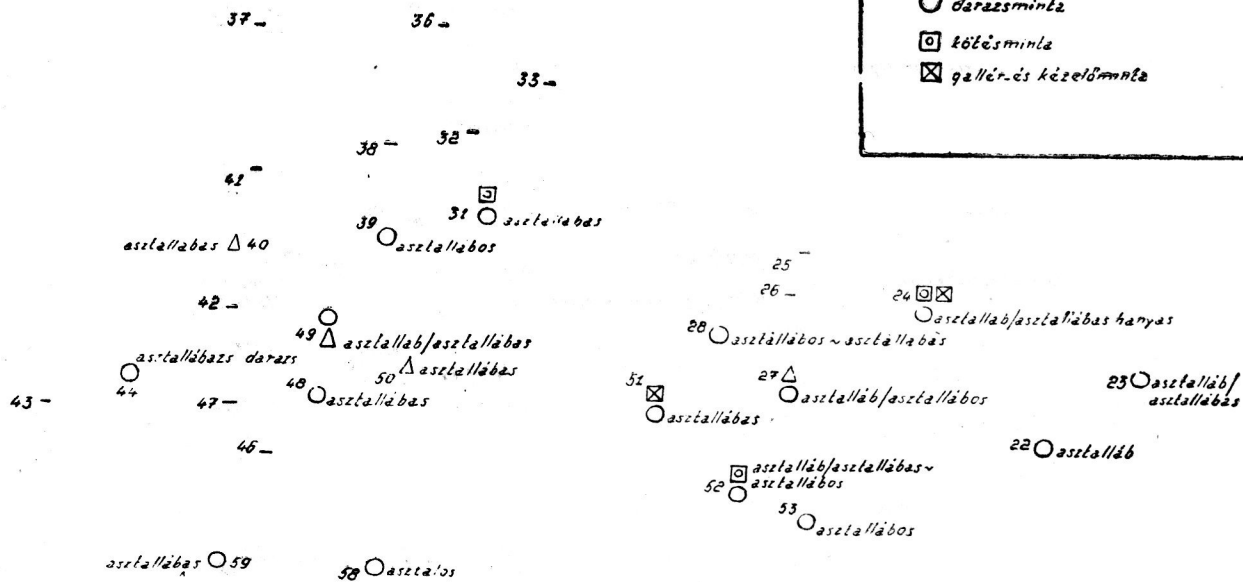 darázsminta
kötésminta
gallér-és kézelőminta
37
36
33
38
32
41
31 asztallábas
39 asztallábos
asztallábas 40
25
26
24
asztalláb/asztallábas hanyas
42
49 asztalláb/asztallábas
28 asztallábos ~ asztallábas
asztallábazs darázs
44
50 asztallábas
43
47
48 asztallábas
51
asztallábas
27
asztalláb/asztallábos
23 asztalláb/
asztallábas
46
22 asztalláb
asztalláb/asztallábas ~
52 asztallábos
53 asztallábos
asztallábas 59
58 asztalos